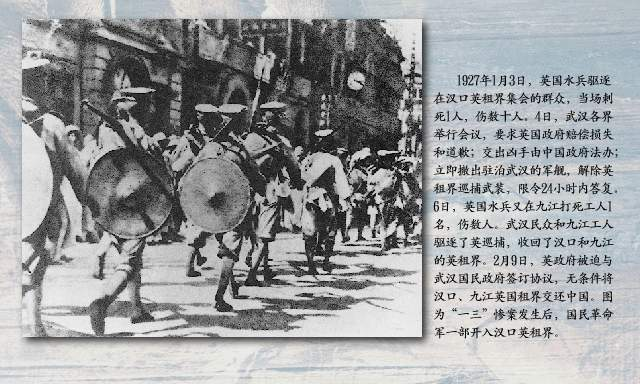 1927年1月3日，英国水兵驱逐
在汉口英租界集会的群众，当场刺
死1人，伤数十人。4日，武汉各界
举行会议，要求英国政府赔偿损失
和道歉；交出凶手由中国政府法办；
立即撤出驻泊武汉的军舰，解除英
租界巡捕武装，限令24小时内答复。
6日，英国水兵又在九江打死工人1
名，伤数人。武汉民众和九江工人
驱逐了英巡捕，收回了汉口和九江
的英租界。2月9日，英政府被迫与
武汉国民政府签订协议，无条件将
汉口、九江英国租界交还中国。图
为“一三”惨案发生后，国民革命
军一部开入汉口英租界。